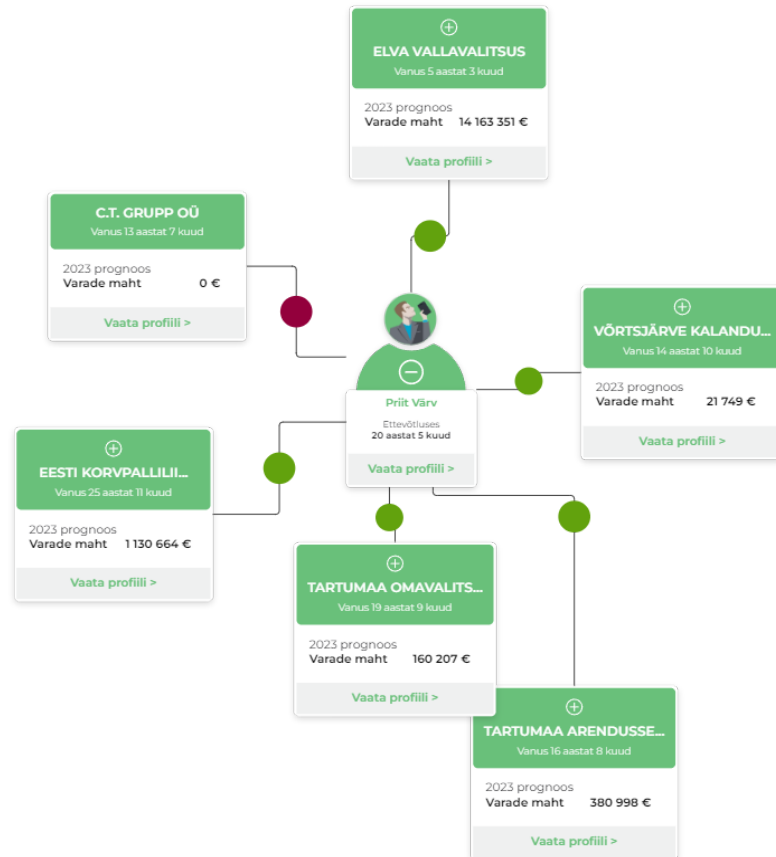 ELVA VALLAVALITSUS
Vanus 5 aastat 3 kuud
2023 prognoos
Varade maht 14 163 351 €
Vaata profiili >
C.T. GRUPP OÜ
Vanus 13 aastat 7 kuud
2023 prognoos
Varade maht 0 €
Vaata profiili >
VÕRTSJÄRVE KALANDU...
Vanus 14 aastat 10 kuud
2023 prognoos
Varade maht 21 749 €
Vaata profiili >
Priit Värv
Ettevõtluses
20 aastat 5 kuud
Vaata profiili >
EESTI KORVPALLILII...
Vanus 25 aastat 11 kuud
2023 prognoos
Varade maht 1 130 664 €
Vaata profiili >
TARTUMAA OMAVALITS...
Vanus 19 aastat 9 kuud
2023 prognoos
Varade maht 160 207 €
Vaata profiili >
TARTUMAA ARENDUSSE...
Vanus 16 aastat 8 kuud
2023 prognoos
Varade maht 380 998 €
Vaata profiili >